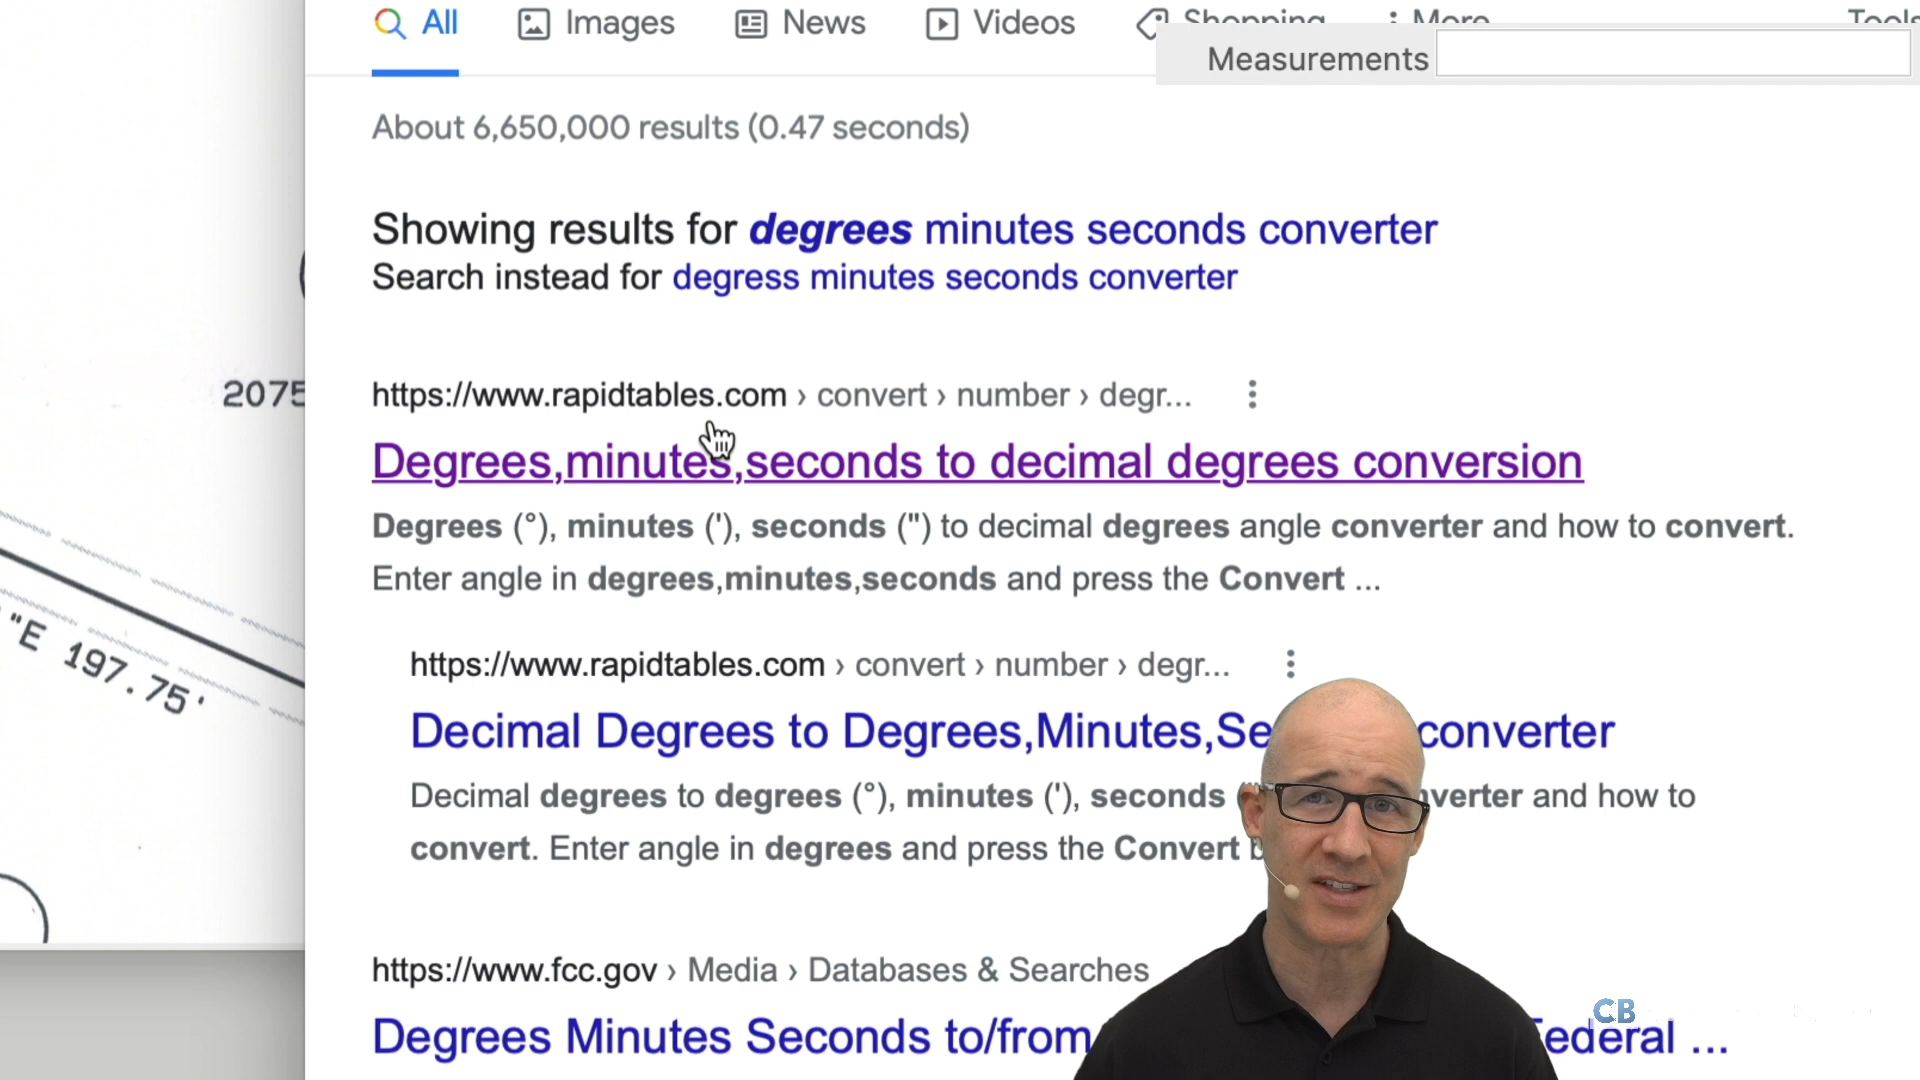 All Images News Videos Shopping More Tools
Measurements
About 6,650,000 results (0.47 seconds)
Showing results for degrees minutes seconds converter
Search instead for degress minutes seconds converter
2075
https://www.rapidtables.com › convert › number › degr...
Degrees,minutes,seconds to decimal degrees conversion
Degrees (°), minutes ('), seconds (") to decimal degrees angle converter and how to convert.
Enter angle in degrees,minutes,seconds and press the Convert ...
"E 197.75'
https://www.rapidtables.com › convert › number › degr...
Decimal Degrees to Degrees,Minutes,Se converter
Decimal degrees to degrees (°), minutes ('), seconds verter and how to
convert. Enter angle in degrees and press the Convert
https://www.fcc.gov › Media › Databases & Searches
Degrees Minutes Seconds to/from ederal ...
CB